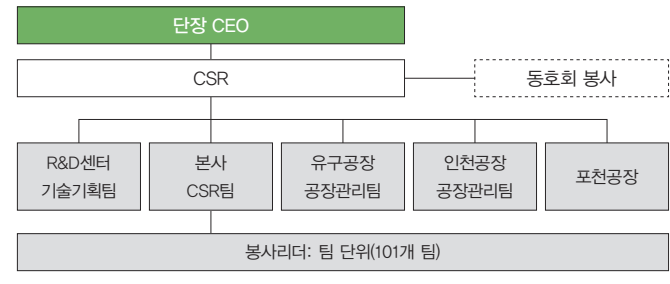 단장 CEO
CSR
동호회 봉사
R&D센터
기술기획팀
본사
CSR팀
유구공장
공장관리팀
인천공장
공장관리팀
포천공장
봉사리더: 팀 단위(101개 팀)